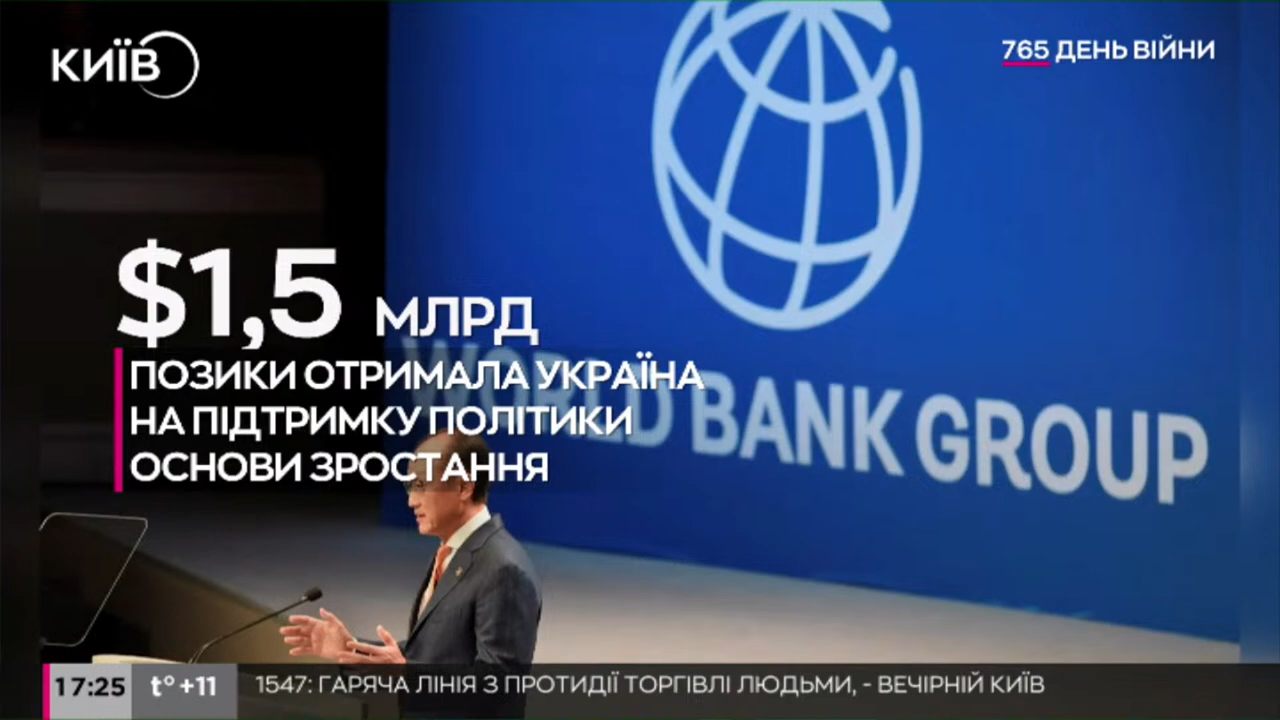 КИЇВ
765 ДЕНЬ ВІЙНИ
$1,5 МЛРД
ПОЗИКИ ОТРИМАЛА УКРАЇНА
НА ПІДТРИМКУ ПОЛІТИКИ
ОСНОВИ ЗРОСТАННЯ
WORLD BANK GROUP
17:25 t° +11 1547: ГАРЯЧА ЛІНІЯ З ПРОТИДІЇ ТОРГІВЛІ ЛЮДЬМИ, - ВЕЧІРНІЙ КИЇВ